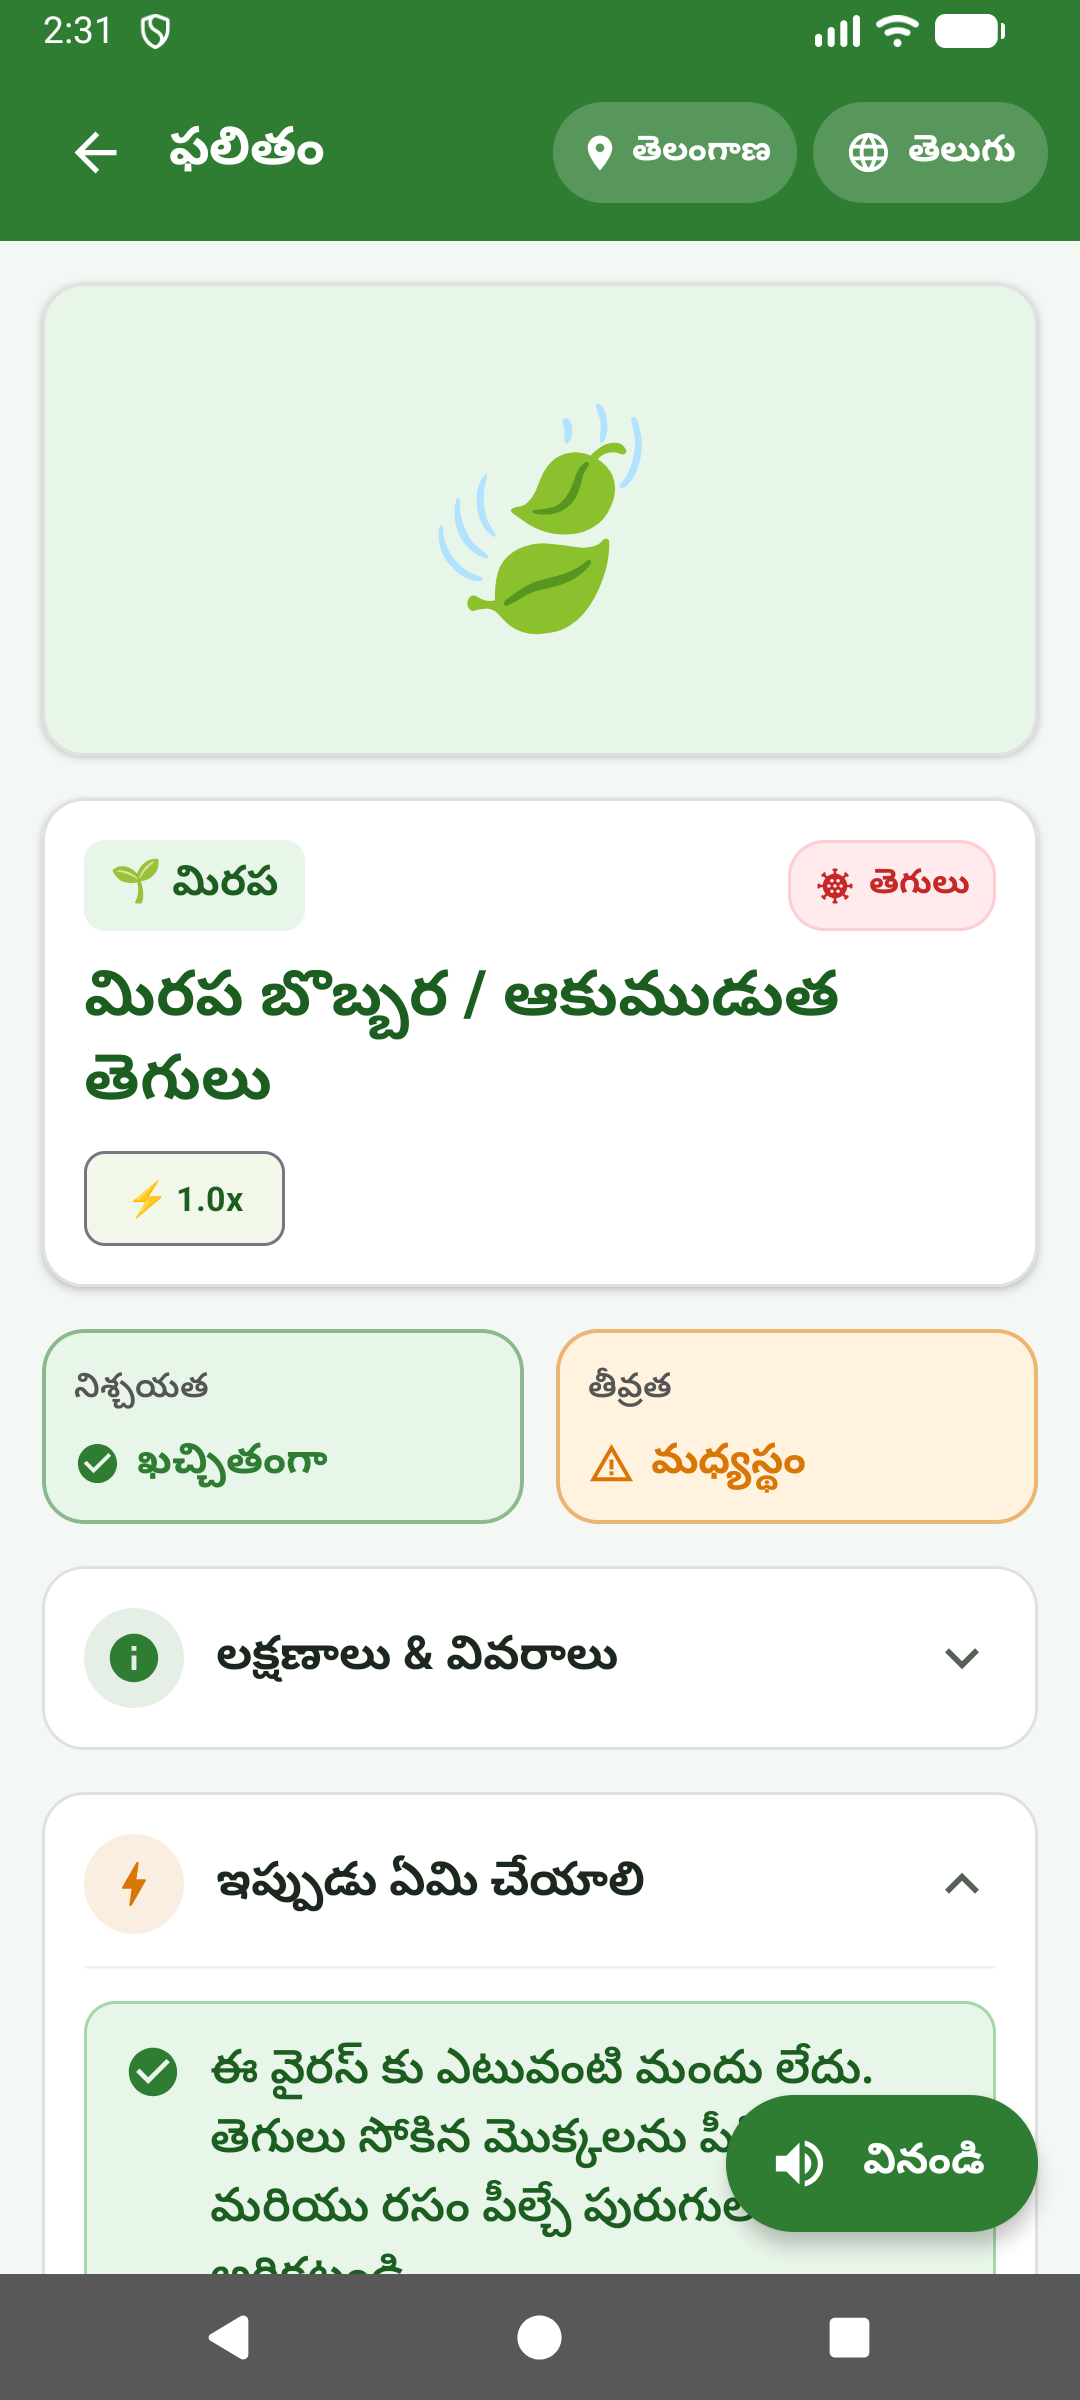 2:31
ఫలితం
తెలంగాణ
తెలుగు
మిరప
తెగులు
మిరప బొబ్బర / ఆకుముడుత
తెగులు
1.0x
నిశ్చయత
ఖచ్చితంగా
తీవ్రత
మధ్యస్థం
లక్షణాలు & వివరాలు
ఇప్పుడు ఏమి చేయాలి
ఈ వైరస్ కు ఎటువంటి మందు లేదు.
తెగులు సోకిన మొక్కలను
మరియు రసం పీల్చే
వినండి